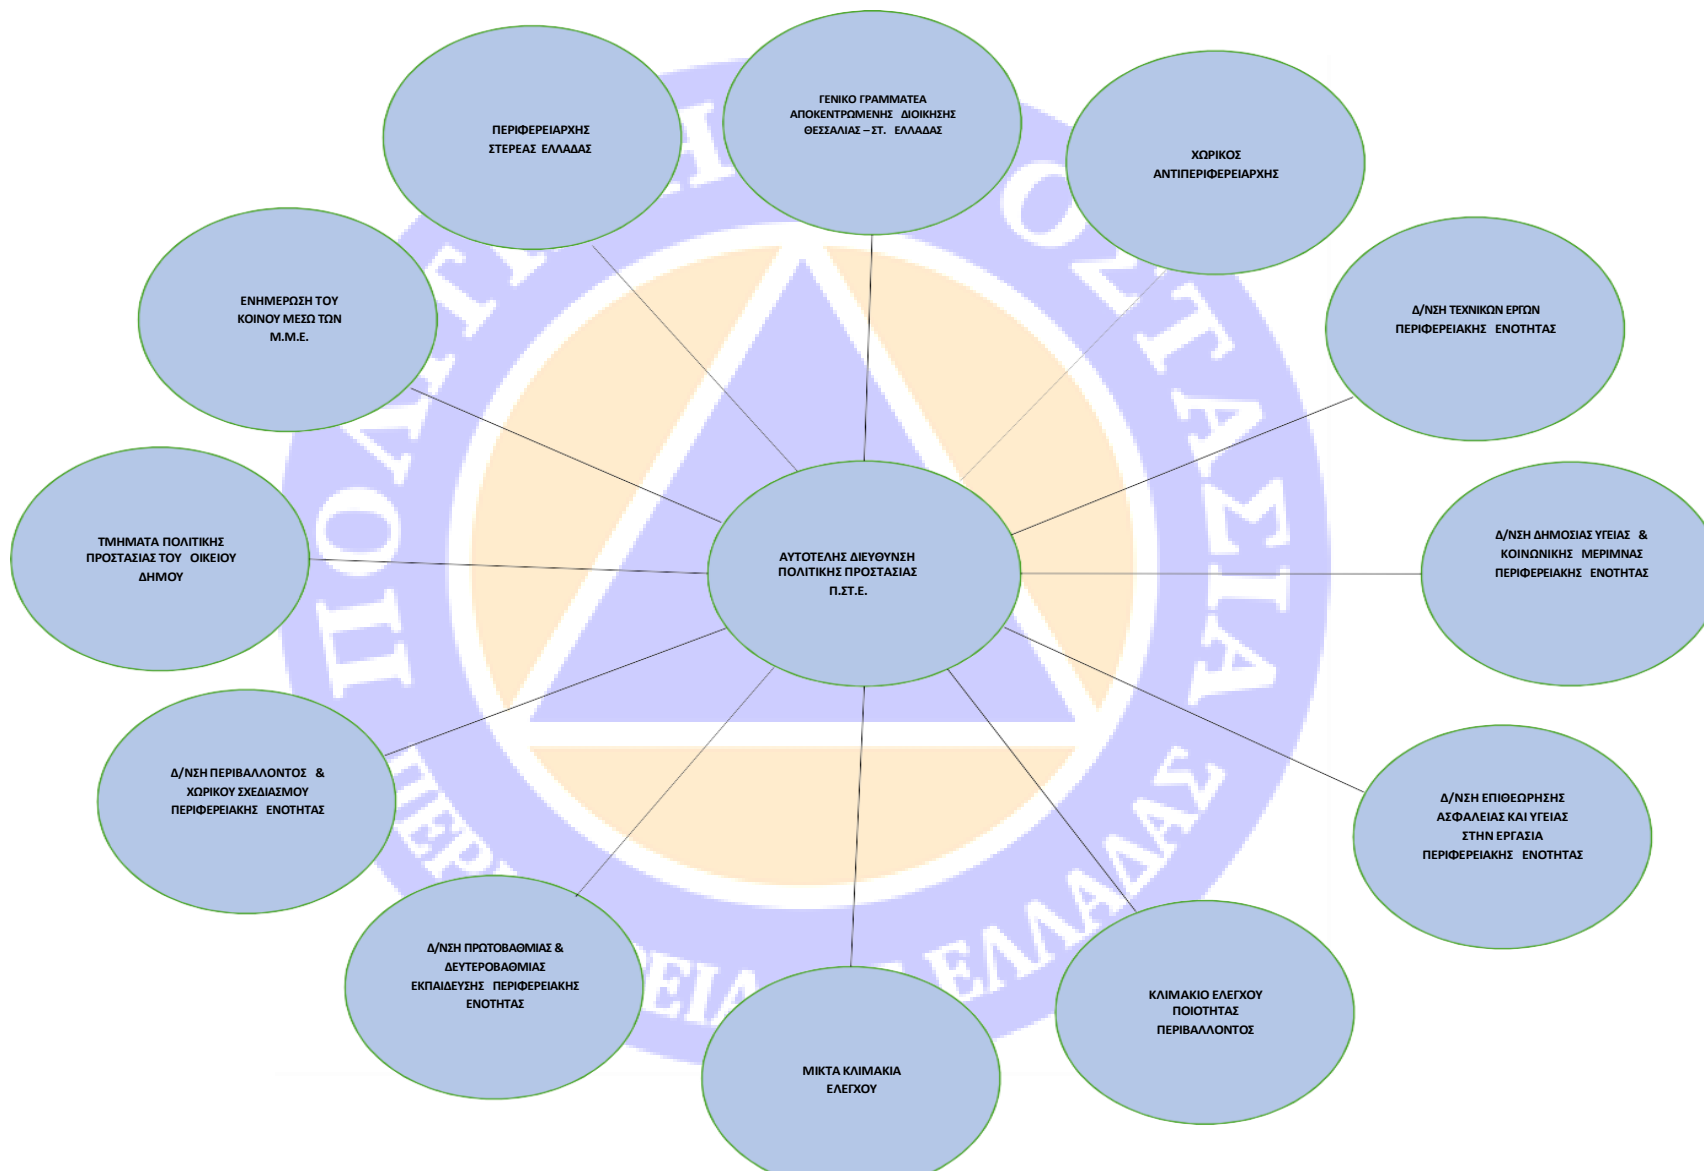 ΓΕΝΙΚΟ ΓΡΑΜΜΑΤΕΑ
ΑΠΟΚΕΝΤΡΩΜΕΝΗΣ ΔΙΟΙΚΗΣΗΣ
ΘΕΣΣΑΛΙΑΣ – ΣΤ. ΕΛΛΑΔΑΣ
ΠΕΡΙΦΕΡΕΙΑΡΧΗΣ
ΣΤΕΡΕΑΣ ΕΛΛΑΔΑΣ
ΧΩΡΙΚΟΣ
ΑΝΤΙΠΕΡΙΦΕΡΕΙΑΡΧΗΣ
ΕΝΗΜΕΡΩΣΗ ΤΟΥ
ΚΟΙΝΟΥ ΜΕΣΩ ΤΩΝ
Μ.Μ.Ε.
Δ/ΝΣΗ ΤΕΧΝΙΚΩΝ ΕΡΓΩΝ
ΠΕΡΙΦΕΡΕΙΑΚΗΣ ΕΝΟΤΗΤΑΣ
ΤΜΗΜΑΤΑ ΠΟΛΙΤΙΚΗΣ
ΠΡΟΣΤΑΣΙΑΣ ΤΟΥ ΟΙΚΕΙΟΥ
ΔΗΜΟΥ
ΑΥΤΟΤΕΛΗΣ ΔΙΕΥΘΥΝΣΗ
ΠΟΛΙΤΙΚΗΣ ΠΡΟΣΤΑΣΙΑΣ
Π.ΣΤ.Ε.
Δ/ΝΣΗ ΔΗΜΟΣΙΑΣ ΥΓΕΙΑΣ &
ΚΟΙΝΩΝΙΚΗΣ ΜΕΡΙΜΝΑΣ
ΠΕΡΙΦΕΡΕΙΑΚΗΣ ΕΝΟΤΗΤΑΣ
Δ/ΝΣΗ ΠΕΡΙΒΑΛΛΟΝΤΟΣ &
ΧΩΡΙΚΟΥ ΣΧΕΔΙΑΣΜΟΥ
ΠΕΡΙΦΕΡΕΙΑΚΗΣ ΕΝΟΤΗΤΑΣ
Δ/ΝΣΗ ΕΠΙΘΕΩΡΗΣΗΣ
ΑΣΦΑΛΕΙΑΣ ΚΑΙ ΥΓΕΙΑΣ
ΣΤΗΝ ΕΡΓΑΣΙΑ
ΠΕΡΙΦΕΡΕΙΑΚΗΣ ΕΝΟΤΗΤΑΣ
Δ/ΝΣΗ ΠΡΩΤΟΒΑΘΜΙΑΣ &
ΔΕΥΤΕΡΟΒΑΘΜΙΑΣ
ΕΚΠΑΙΔΕΥΣΗΣ ΠΕΡΙΦΕΡΕΙΑΚΗΣ
ΕΝΟΤΗΤΑΣ
ΜΙΚΤΑ ΚΛΙΜΑΚΙΑ
ΕΛΕΓΧΟΥ
ΚΛΙΜΑΚΙΟ ΕΛΕΓΧΟΥ
ΠΟΙΟΤΗΤΑΣ
ΠΕΡΙΒΑΛΛΟΝΤΟΣ
ΕΛΛΑΔΑΣ